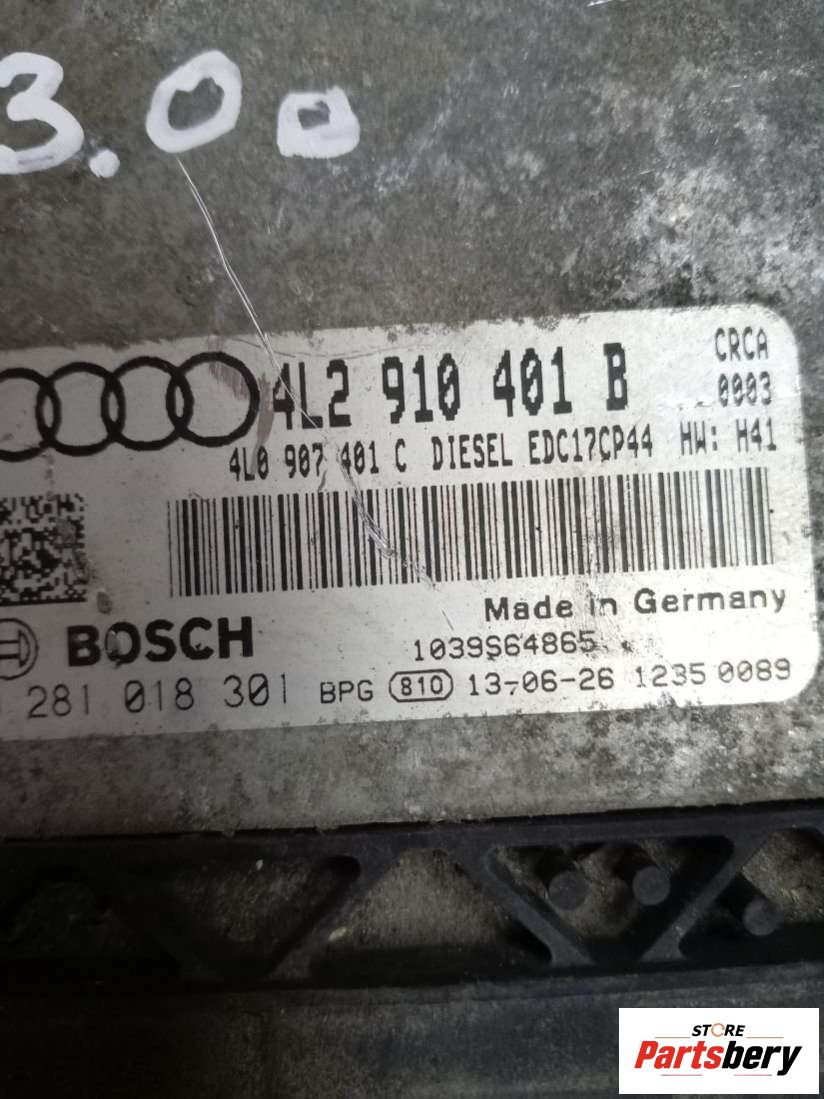 3.0D
4L2 910 401 B
CRCA
0003
4L0 907 401 C DIESEL EDC17CP44 HW: H41
Made in Germany
BOSCH
1039S64865
281 018 301 BPG 810 13-06-26 1235 0089
STORE
Partsbery